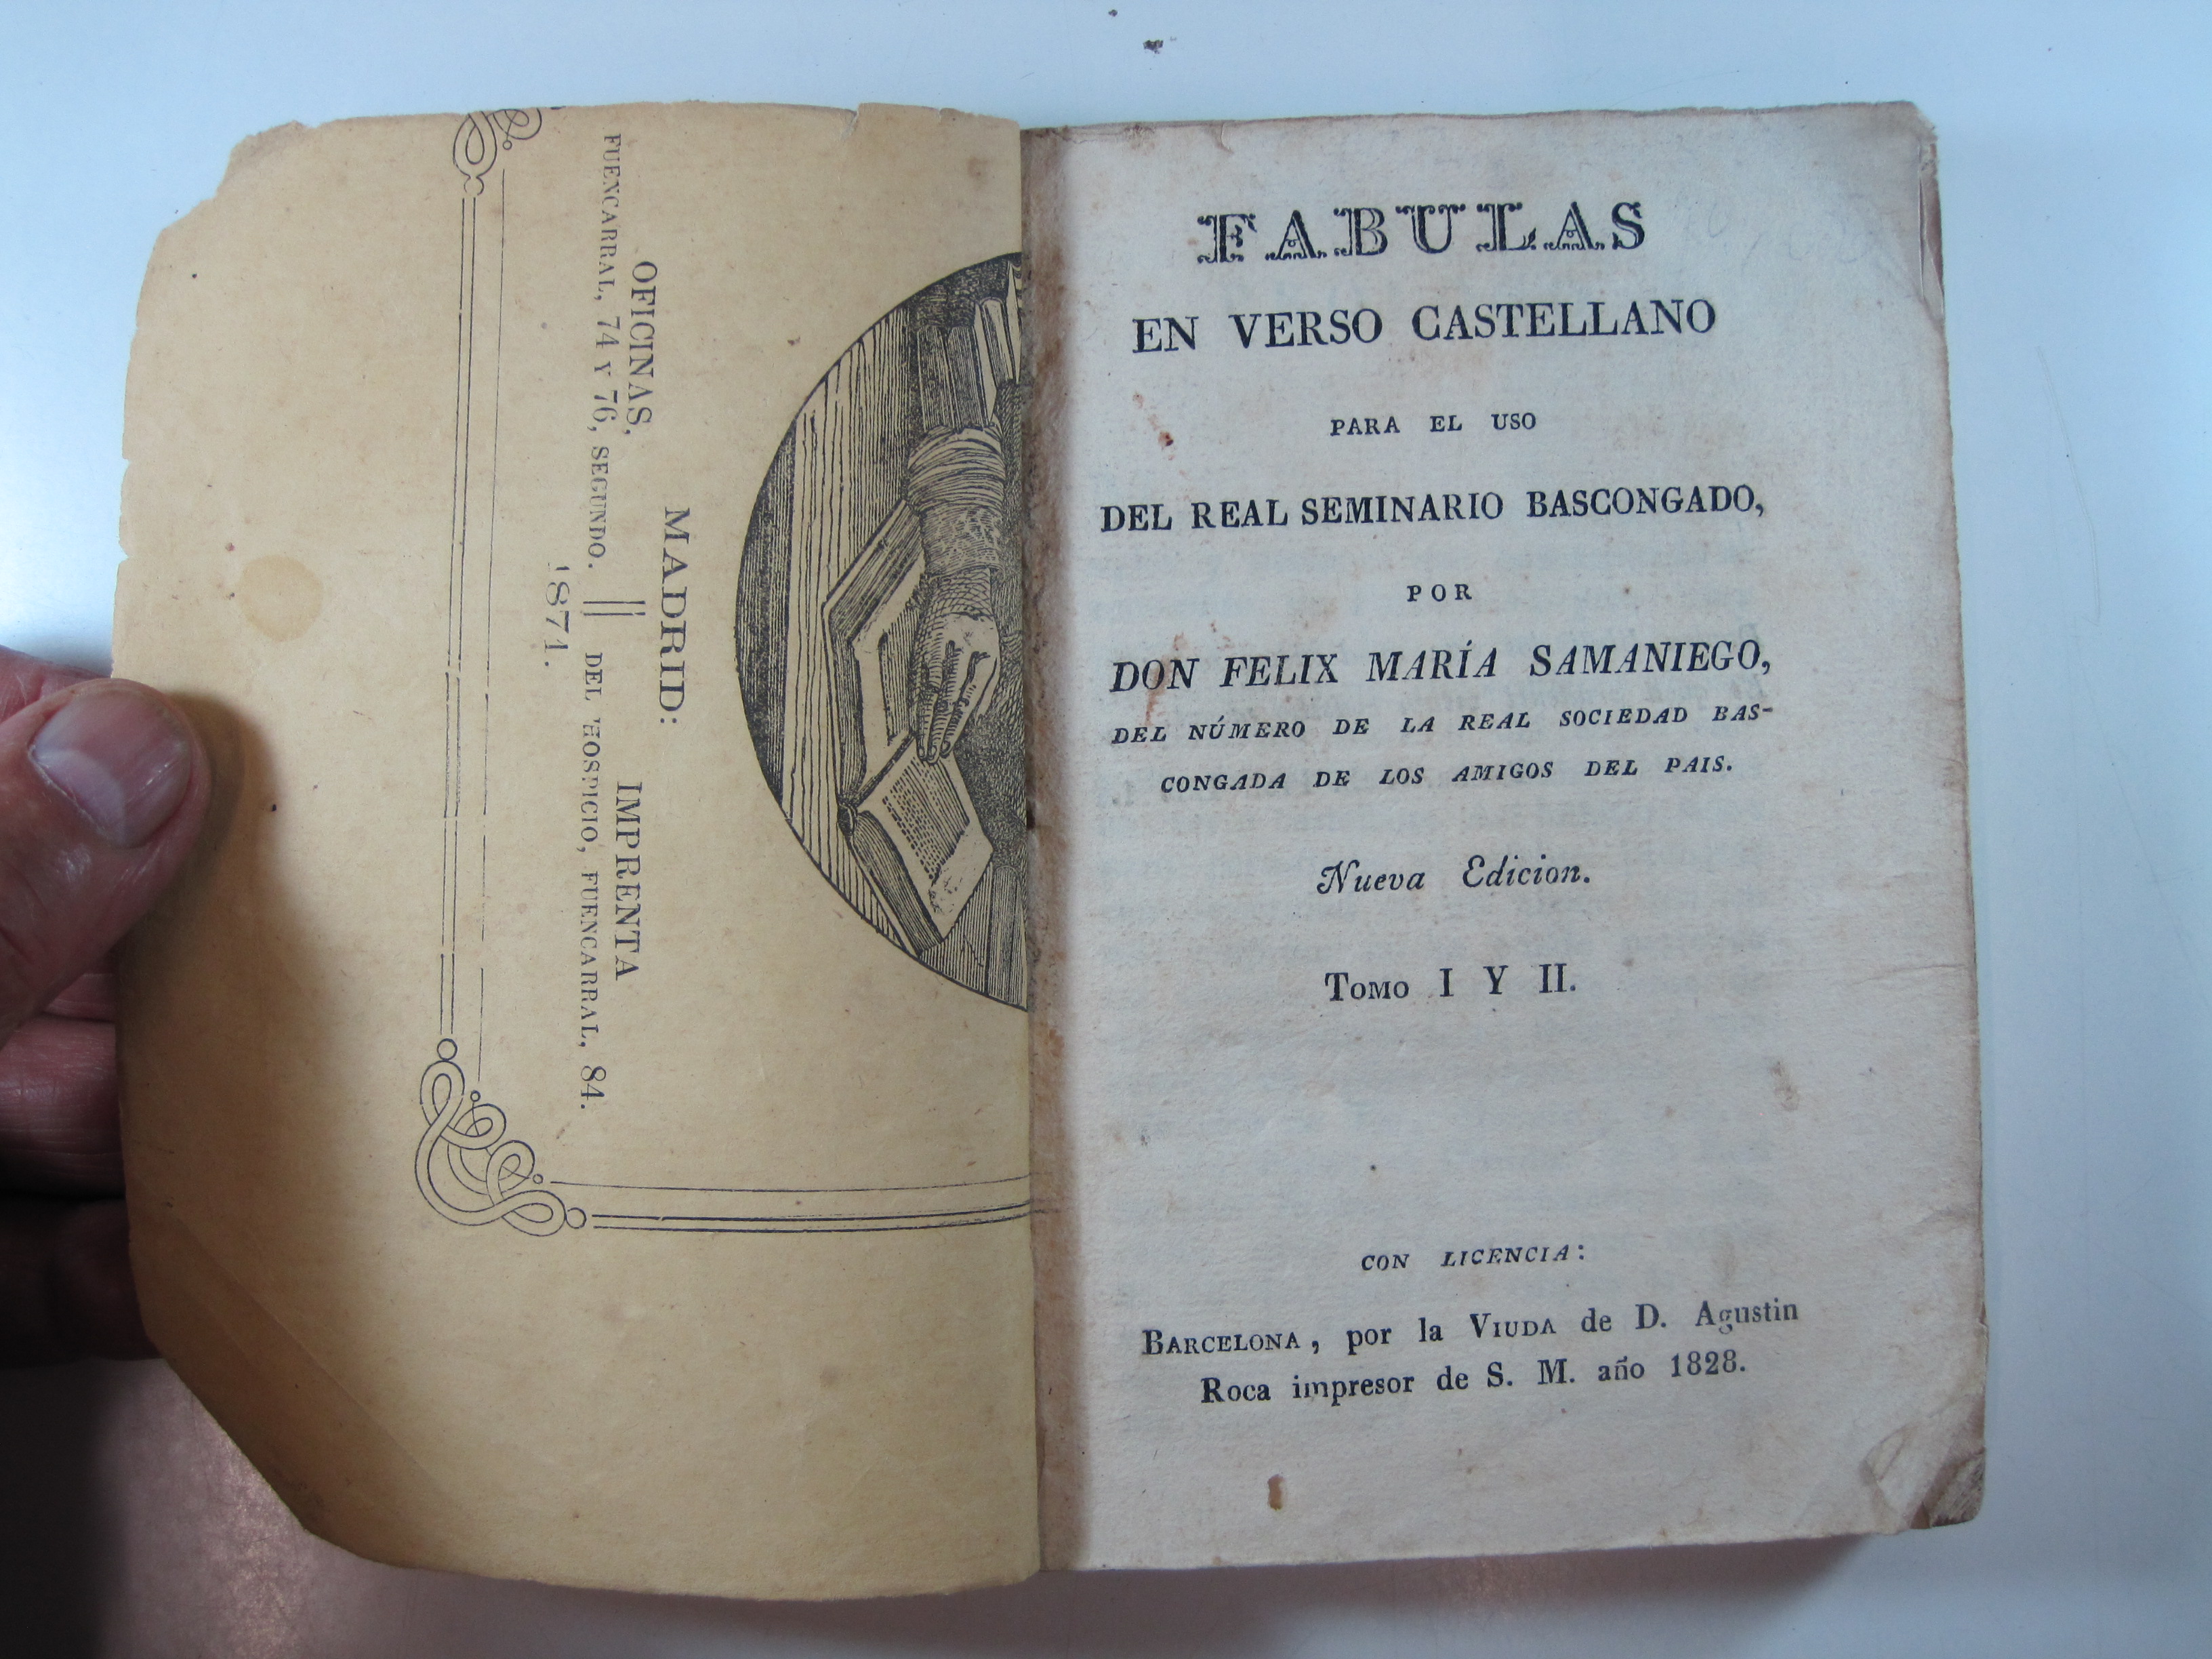 MADRID:
OFICINAS,
FUENCARRAL, 74 Y 76, SEGUNDO.
IMPRENTA
DEL HOSPICIO, FUENCARRAL, 84.
1871.
FABULAS
EN VERSO CASTELLANO
PARA EL USO
DEL REAL SEMINARIO BASCONGADO,
POR
DON FELIX MARÍA SAMANIEGO,
DEL NÚMERO DE LA REAL SOCIEDAD BAS-
CONGADA DE LOS AMIGOS DEL PAIS.
Nueva Edicion.
TOMO I Y II.
CON LICENCIA:
BARCELONA, por la VIUDA de D. Agustin
Roca impresor de S. M. año 1828.